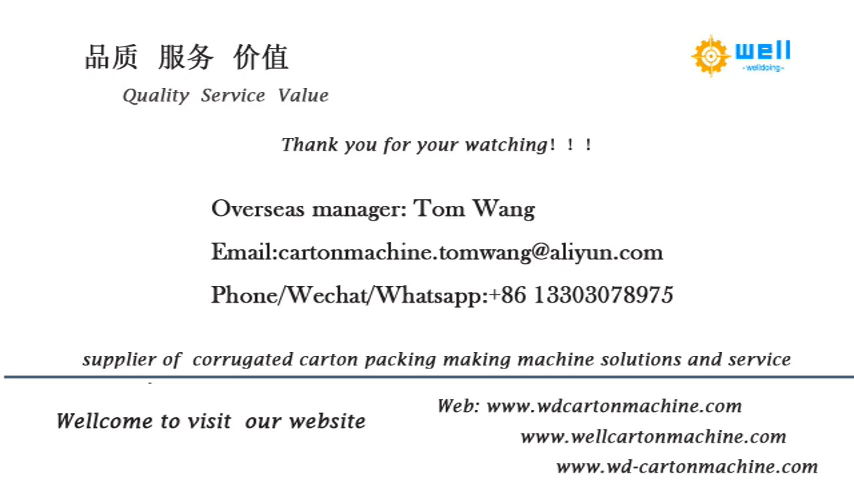 品质 服务 价值
well
Quality Service Value
-welldoing-
Thank you for your watching！！！
Overseas manager: Tom Wang
Email:cartonmachine.tomwang@aliyun.com
Phone/Wechat/Whatsapp:+86 13303078975
supplier of corrugated carton packing making machine solutions and service
Wellcome to visit our website
Web: www.wdcartonmachine.com
www.wellcartonmachine.com
www.wd-cartonmachine.com